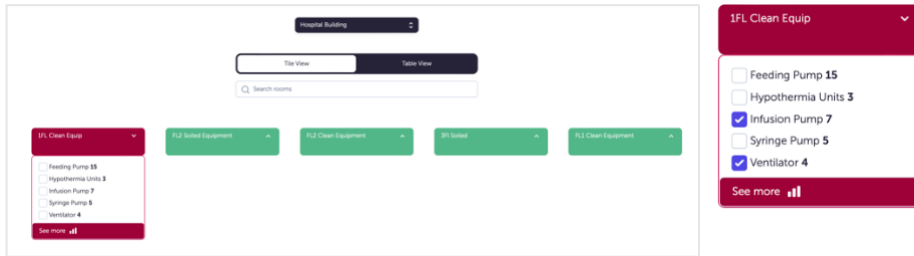 Hospital Building
Tile View
Table View
Search rooms
1FL Clean Equip
FL2 Soiled Equipment
FL2 Clean Equipment
3Fl Soiled
FL1 Clean Equipment
Feeding Pump 15
Hypothermia Units 3
Infusion Pump 7
Syringe Pump 5
Ventilator 4
See more
1FL Clean Equip
Feeding Pump 15
Hypothermia Units 3
Infusion Pump 7
Syringe Pump 5
Ventilator 4
See more